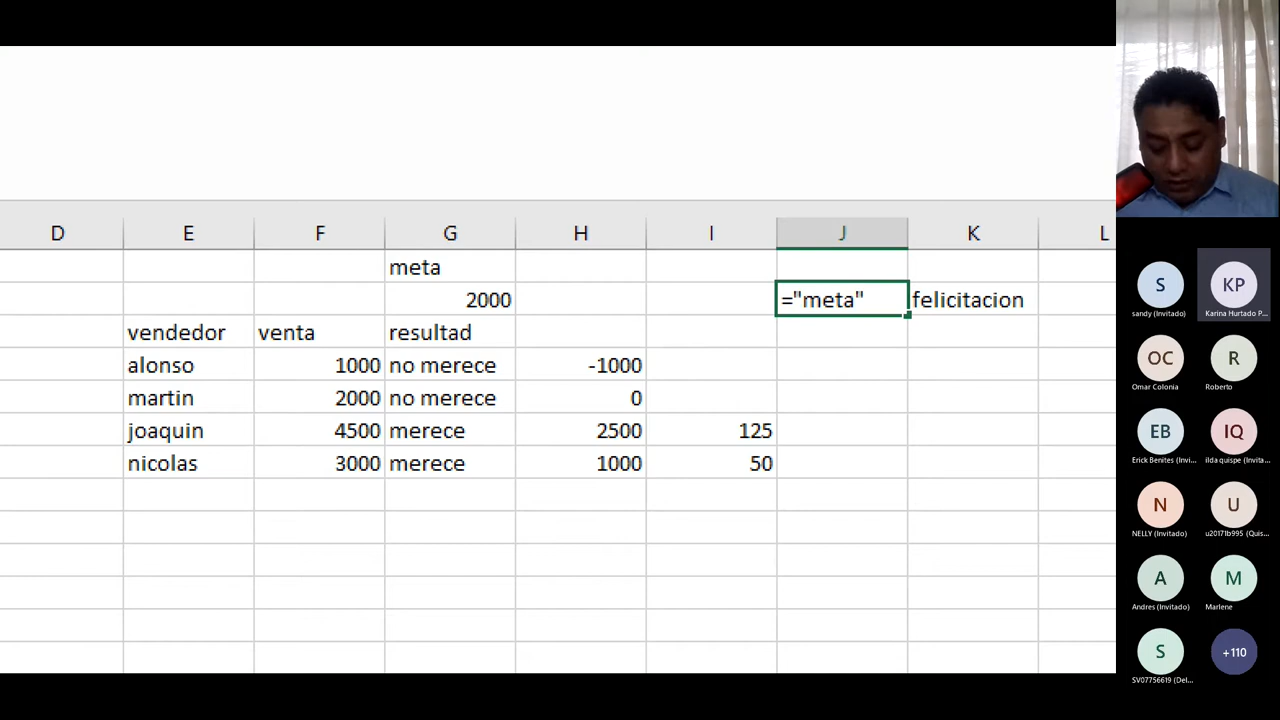 D E F G H I J K L
meta
2000 ="meta" felicitacion
vendedor venta resultad
alonso 1000 no merece -1000
martin 2000 no merece 0
joaquin 4500 merece 2500 125
nicolas 3000 merece 1000 50
S KP
sandy (Invitado) Karina Hurtado P...
OC R
Omar Colonia Roberto
EB IQ
Erick Benites (Invi... ilda quispe (Invita...
N U
NELLY (Invitado) u20171b995 (Quis...
A M
Andres (Invitado) Marlene
S +110
SV07756619 (Del...